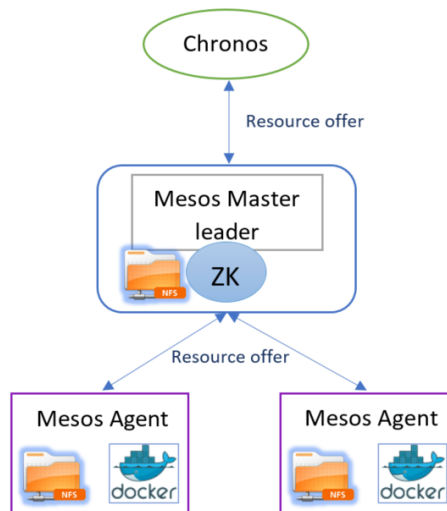 Chronos
Resource offer
Mesos Master
leader
NFS
ZK
Resource offer
Mesos Agent
NFS
docker
Mesos Agent
NFS
docker